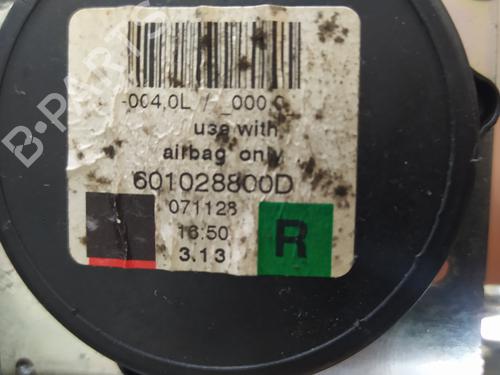 -004,0L / _000
use with
airbag only
601028800D
071128
16:50
3.13
R
B-PARTS